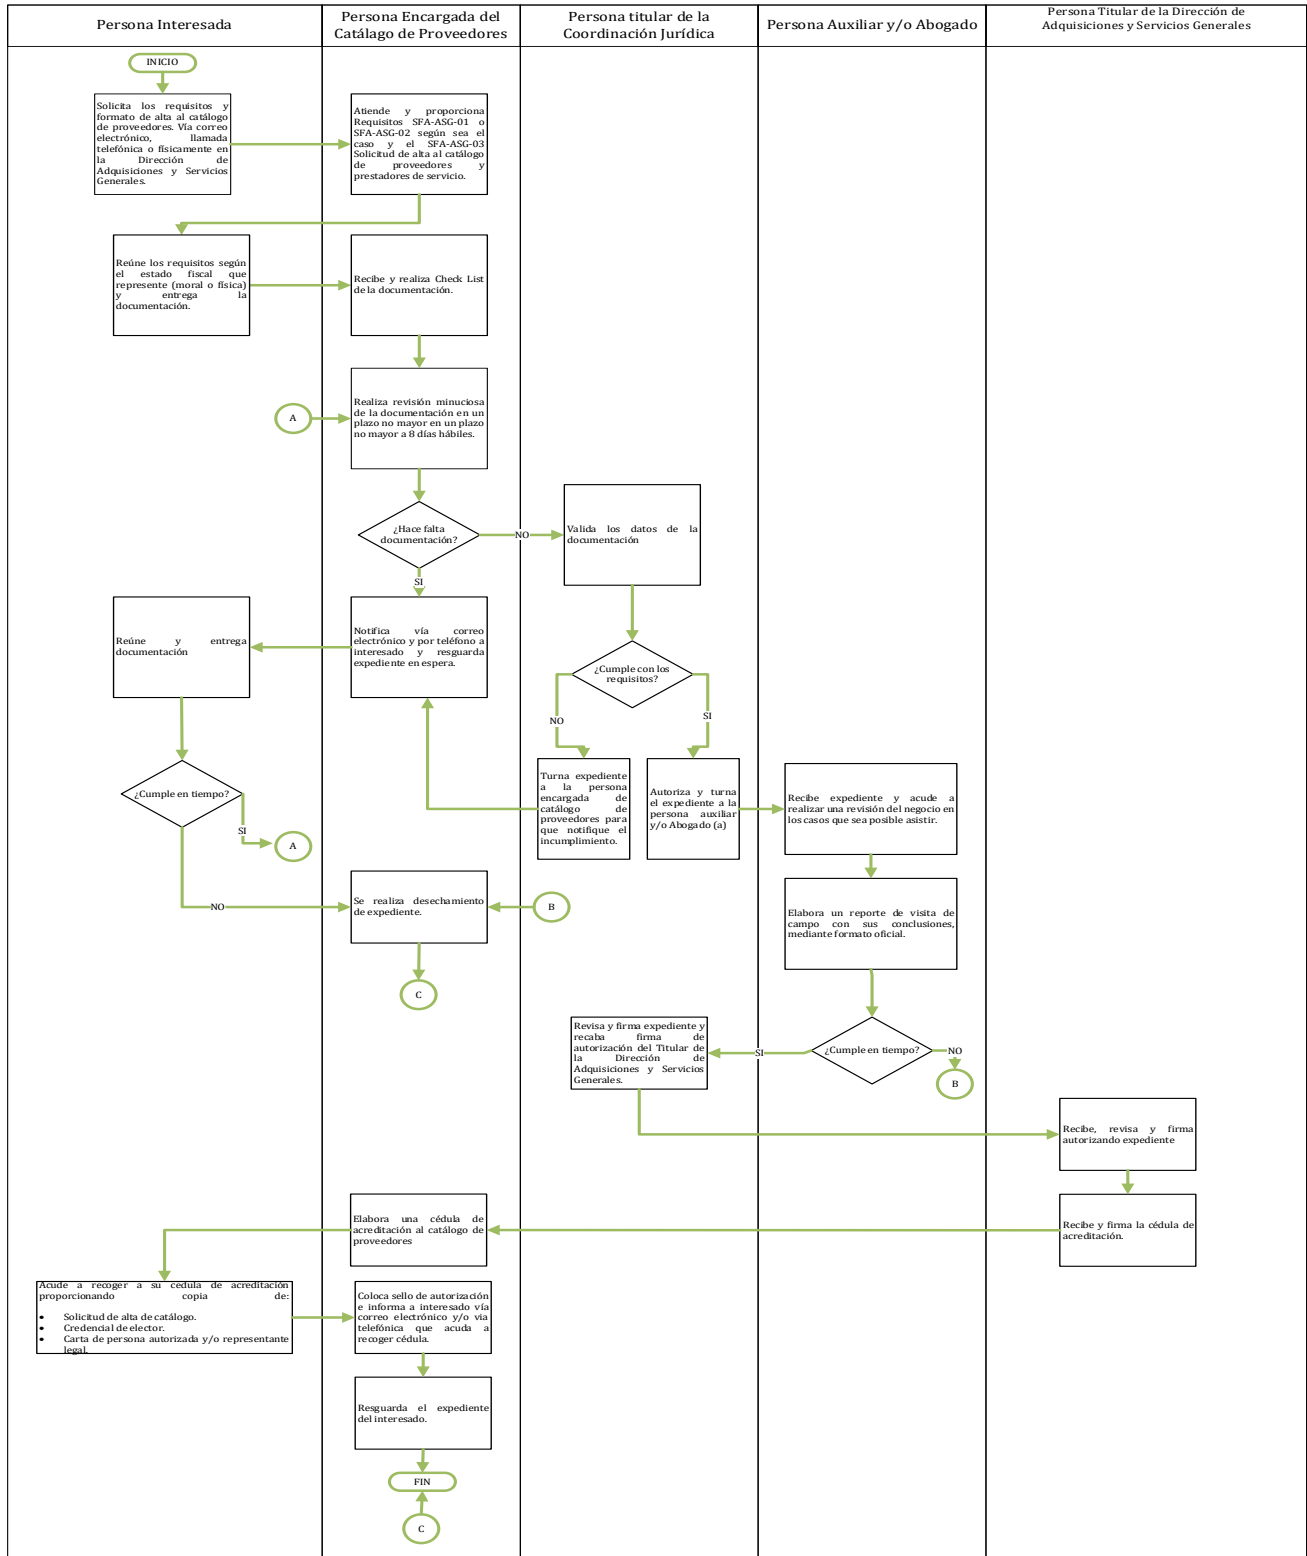 Persona Interesada
Persona Encargada del
Catálago de Proveedores
Persona titular de la
Coordinación Jurídica
Persona Auxiliar y/o Abogado
Persona Titular de la Dirección de
Adquisiciones y Servicios Generales
INICIO
Solicita los requisitos y
formato de alta al catálogo
de proveedores. Vía correo
electrónico, llamada
telefónica o físicamente en
la Dirección de
Adquisiciones y Servicios
Generales.
Atiende y proporciona
Requisitos SFA-ASG-01 o
SFA-ASG-02 según sea el
caso y el SFA-ASG-03
Solicitud de alta al catálogo
de proveedores y
prestadores de servicio.
Reúne los requisitos según
el estado fiscal que
represente (moral o física)
y entrega la
documentación.
Recibe y realiza Check List
de la documentación.
A
Realiza revisión minuciosa
de la documentación en un
plazo no mayor en un plazo
no mayor a 8 días hábiles.
¿Hace falta
documentación?
NO
Valida los datos de la
documentación
SI
Reúne y entrega
documentación
Notifica vía correo
electrónico y por teléfono a
interesado y resguarda
expediente en espera.
¿Cumple con los
requisitos?
NO
SI
¿Cumple en tiempo?
SI
A
Turna expediente
a la persona
encargada de
catálogo de
proveedores para
que notifique el
incumplimiento.
Autoriza y turna
el expediente a la
persona auxiliar
y/o Abogado (a)
Recibe expediente y acude a
realizar una revisión del negocio en
los casos que sea posible asistir.
NO
Se realiza desechamiento
de expediente.
B
Elabora un reporte de visita de
campo con sus conclusiones,
mediante formato oficial.
C
Revisa y firma expediente y
recaba firma de
autorización del Titular de
la Dirección de
Adquisiciones y Servicios
Generales.
SI
¿Cumple en tiempo?
NO
B
Recibe, revisa y firma
autorizando expediente
Elabora una cédula de
acreditación al catálogo de
proveedores
Recibe y firma la cédula de
acreditación.
Acude a recoger a su cedula de acreditación
proporcionando copia de:
• Solicitud de alta de catálogo.
• Credencial de elector.
• Carta de persona autorizada y/o representante
legal.
Coloca sello de autorización
e informa a interesado vía
correo electrónico y/o via
telefónica que acuda a
recoger cédula.
Resguarda el expediente
del interesado.
FIN
C